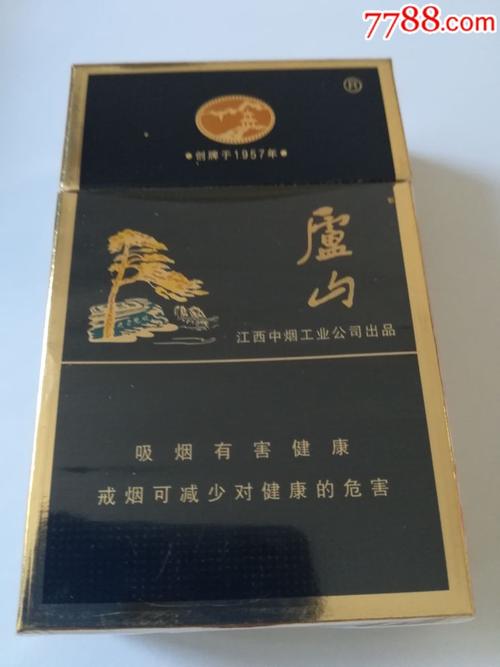 7788.com
®
•创牌于1957年•
廬山
江西中烟工业公司出品
吸烟有害健康
戒烟可减少对健康的危害